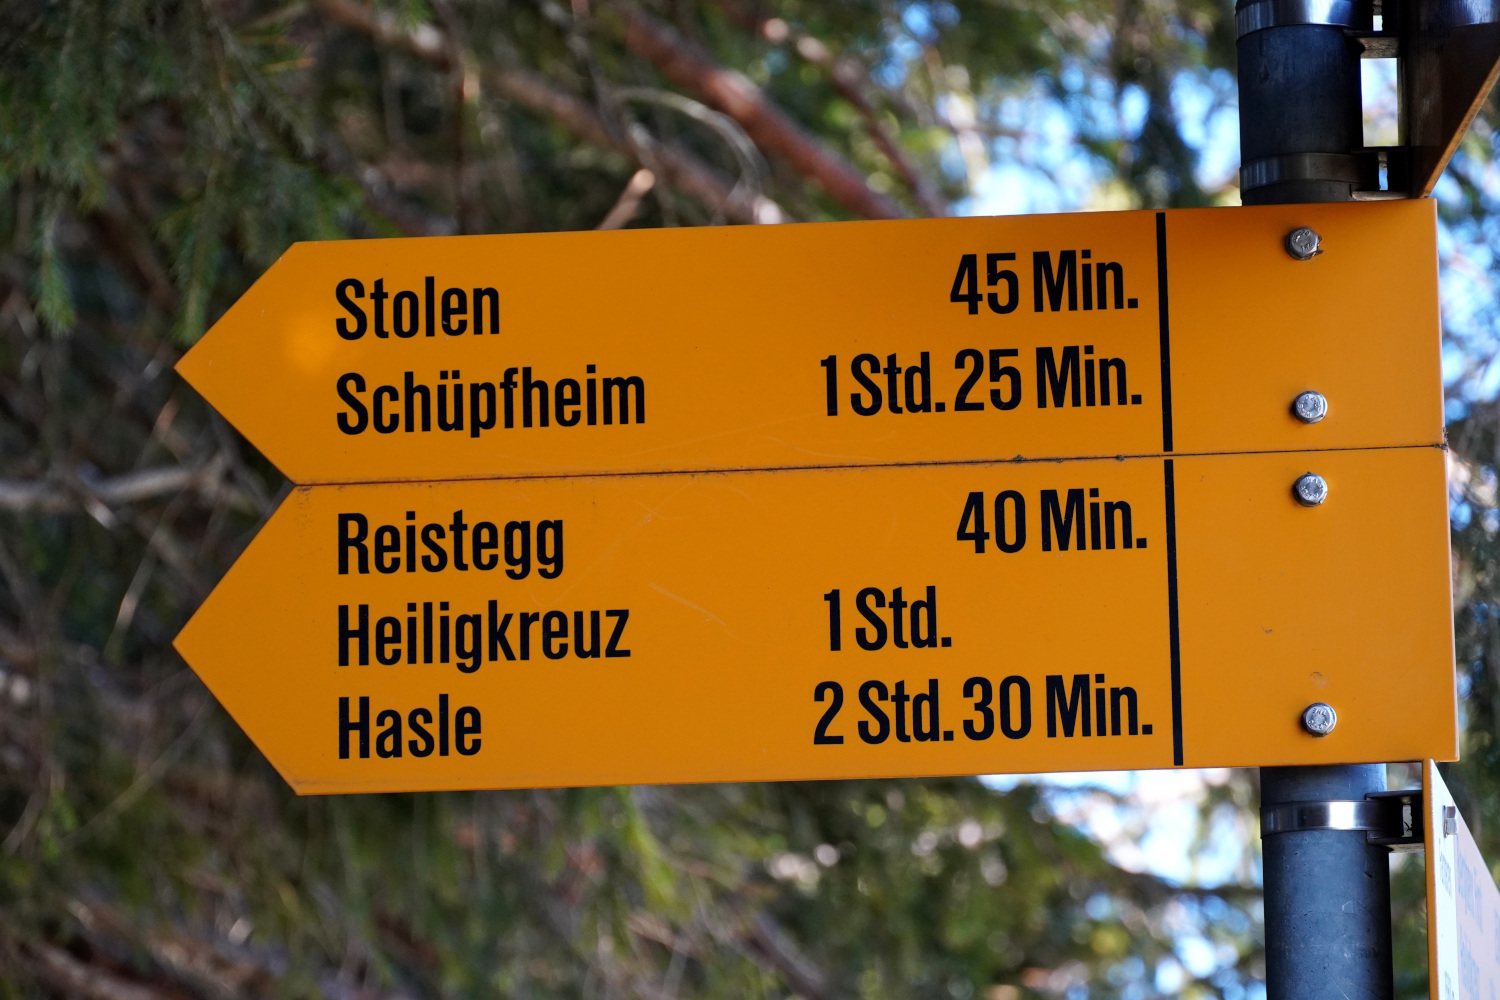 Stolen 45 Min.
Schüpfheim 1 Std. 25 Min.
Reistegg 40 Min.
Heiligkreuz 1 Std.
Hasle 2 Std. 30 Min.